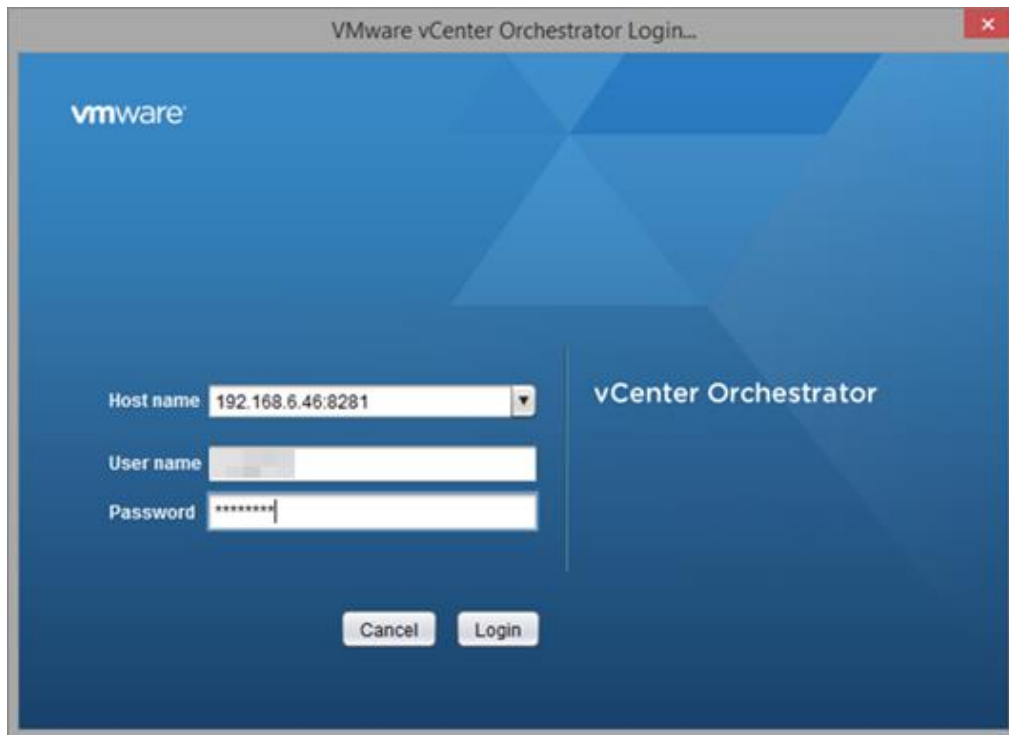 VMware vCenter Orchestrator Login...
vmware
Host name 192.168.6.46:8281
vCenter Orchestrator
User name
Password ********
Cancel Login